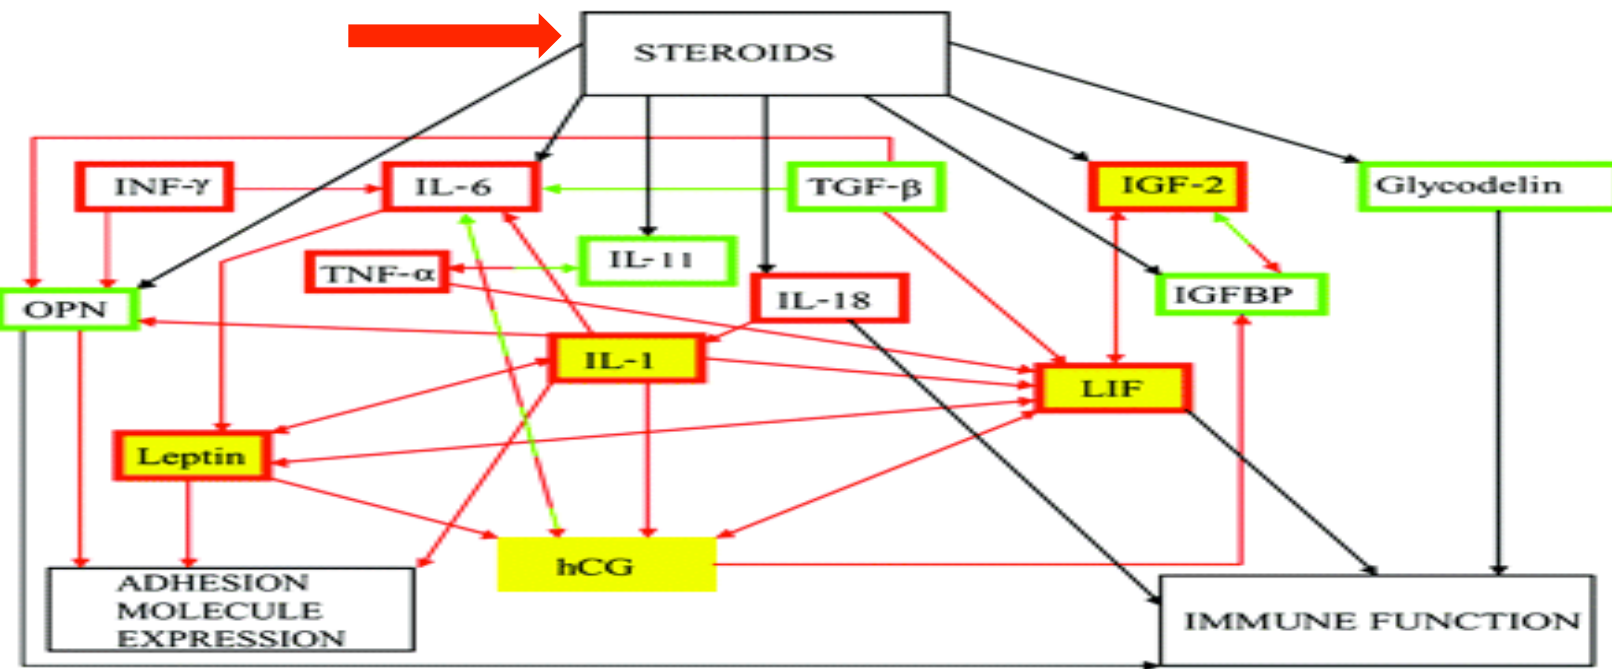 STEROIDS
INF-γ
IL-6
TGF-β
IGF-2
Glycodelin
TNF-α
IL-11
IL-18
IGFBP
OPN
IL-1
LIF
Leptin
hCG
ADHESION
MOLECULE
EXPRESSION
IMMUNE FUNCTION